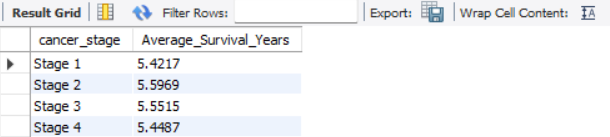 Result Grid Filter Rows: Export: Wrap Cell Content: IA
cancer_stage Average_Survival_Years
Stage 1 5.4217
Stage 2 5.5969
Stage 3 5.5515
Stage 4 5.4487